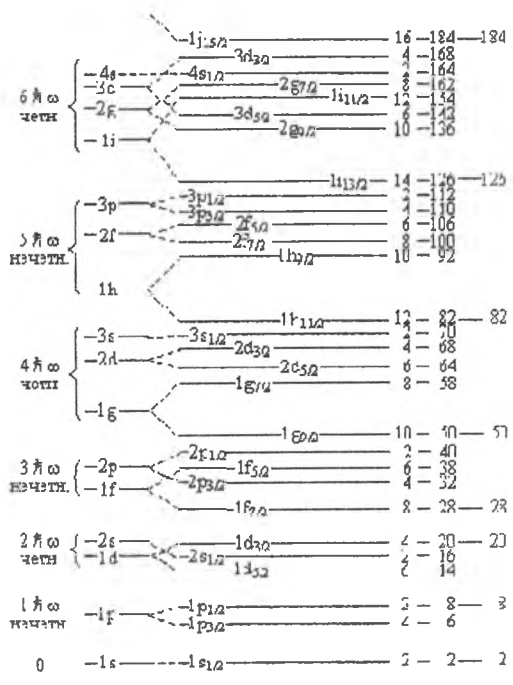 1j15/2 16 – 184 — 184
3d3/2 4 – 168
4s 4s1/2 2 – 164
3d 2g7/2 8 – 162
6ħω 1i11/2 12 – 154
четн 2g 3d5/2 6 – 142
2g9/2 10 – 136
1i
1i13/2 14 – 126 — 126
3p 3p1/2 2 – 112
3p3/2 4 – 110
5ħω 2f 2f5/2 6 – 106
нечетн. 2f7/2 8 – 100
1h9/2 10 – 92
1h
1h11/2 12 – 82 — 82
3s 3s1/2 2 – 70
4ħω 2d 2d3/2 4 – 68
четн 2d5/2 6 – 64
1g7/2 8 – 58
1g
1g9/2 10 – 50 — 50
3ħω 2p 2p1/2 2 – 40
нечетн. 1f5/2 6 – 38
1f 2p3/2 4 – 32
1f7/2 8 – 28 — 28
2ħω 2s 1d3/2 4 – 20 — 20
четн 1d 2s1/2 2 – 16
1d5/2 6 14
1ħω 1p 1p1/2 2 – 8 — 8
нечетн 1p3/2 4 – 6
0 1s 1s1/2 2 – 2 — 2